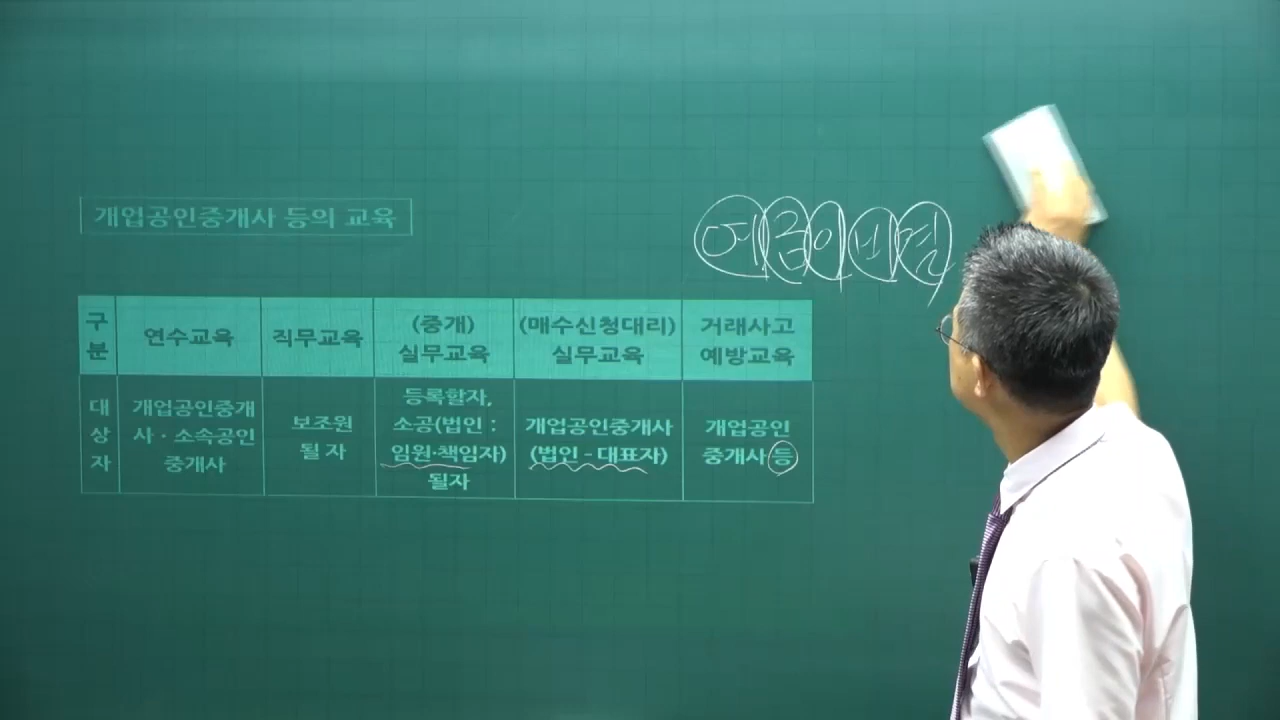 개업공인중개사 등의 교육
구분
연수교육
직무교육
(중개)
실무교육
(매수신청대리)
실무교육
거래사고
예방교육
대상자
개업공인중개
사·소속공인
중개사
보조원
될 자
등록할자,
소공(법인 :
임원·책임자)
될자
개업공인중개사
(법인-대표자)
개업공인
중개사 등